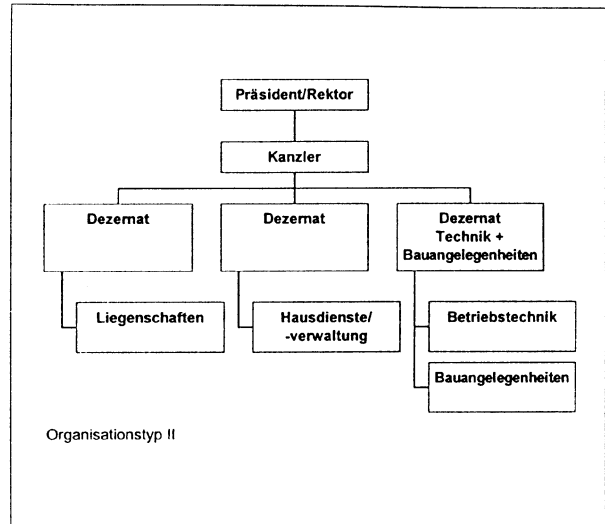 Präsident/Rektor
Kanzler
Dezernat
Dezernat
Dezernat
Technik +
Bauangelegenheiten
Liegenschaften
Hausdienste/
-verwaltung
Betriebstechnik
Bauangelegenheiten
Organisationstyp II